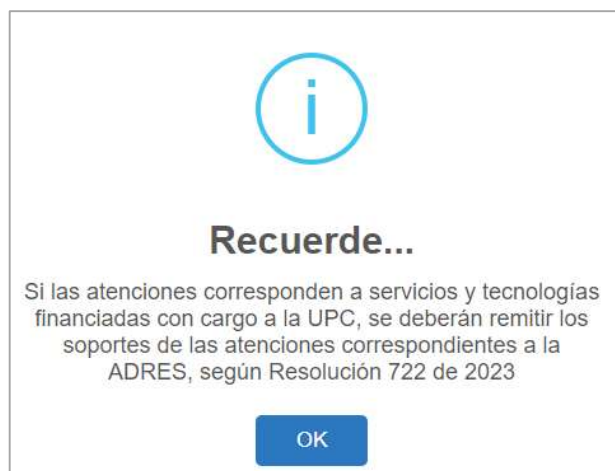 i
Recuerde...
Si las atenciones corresponden a servicios y tecnologías
financiadas con cargo a la UPC, se deberán remitir los
soportes de las atenciones correspondientes a la
ADRES, según Resolución 722 de 2023
OK